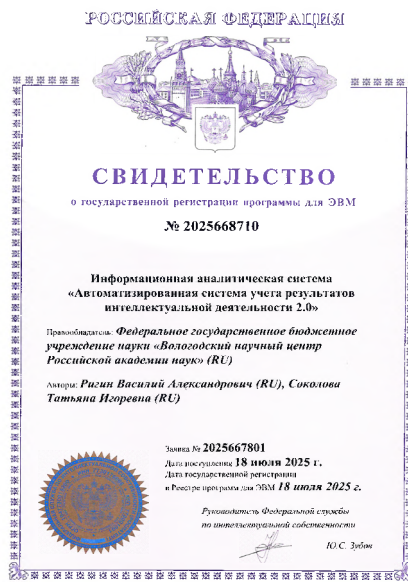 РОССИЙСКАЯ ФЕДЕРАЦИЯ
СВИДЕТЕЛЬСТВО
о государственной регистрации программы для ЭВМ
№ 2025668710
Информационная аналитическая система
«Автоматизированная система учета результатов
интеллектуальной деятельности 2.0»
Правообладатель: Федеральное государственное бюджетное
учреждение науки «Вологодский научный центр
Российской академии наук» (RU)
Авторы: Ригин Василий Александрович (RU), Соколова
Татьяна Игоревна (RU)
Заявка № 2025667801
Дата поступления 18 июля 2025 г.
Дата государственной регистрации
в Реестре программ для ЭВМ 18 июля 2025 г.
Руководитель Федеральной службы
по интеллектуальной собственности
Ю.С. Зубов